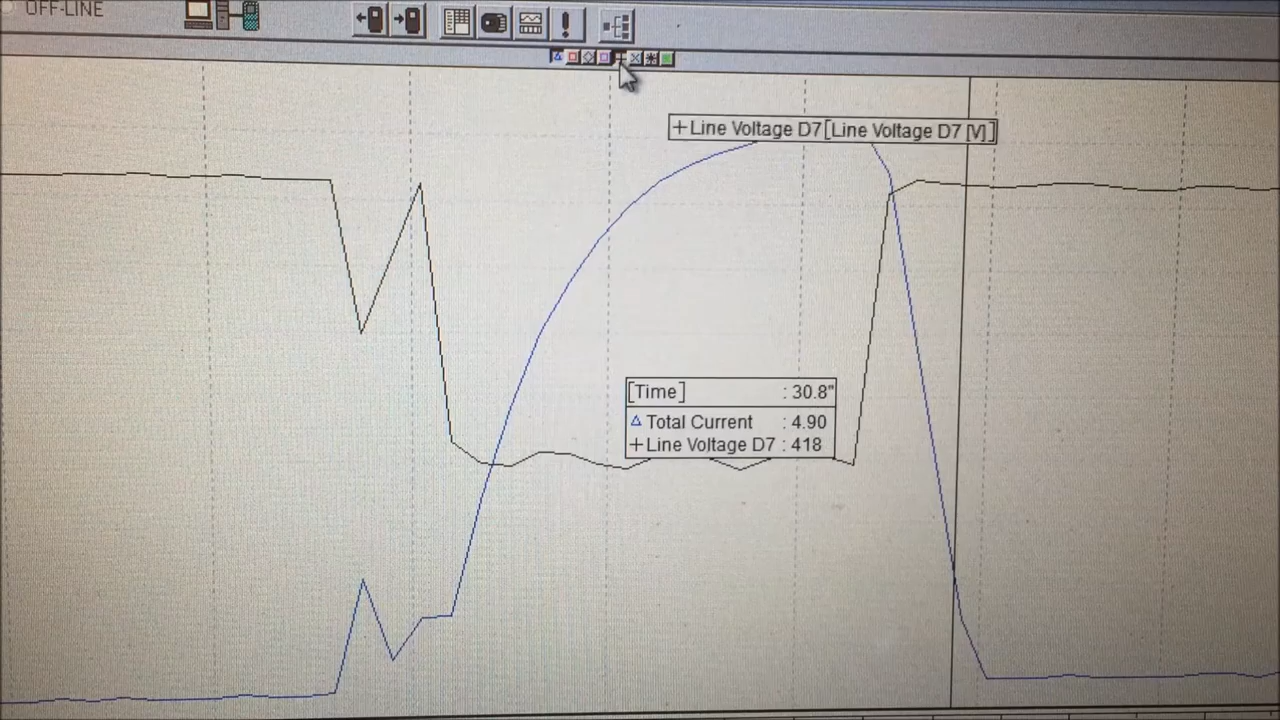 OFF-LINE
+Line Voltage D7[Line Voltage D7 [V]]
[Time] : 30.8"
Δ Total Current : 4.90
+Line Voltage D7 : 418